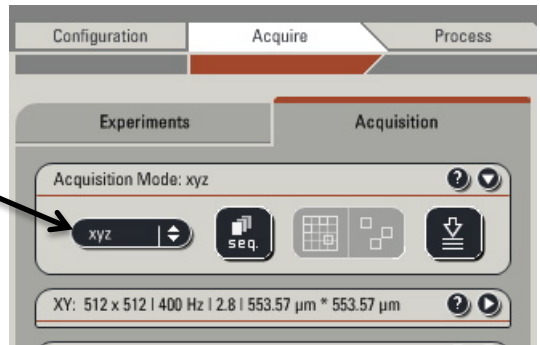 Configuration Acquire Process
Experiments Acquisition
Acquisition Mode: xyz ?
xyz seq.
XY: 512 x 512 | 400 Hz | 2.8 | 553.57 µm * 553.57 µm ?